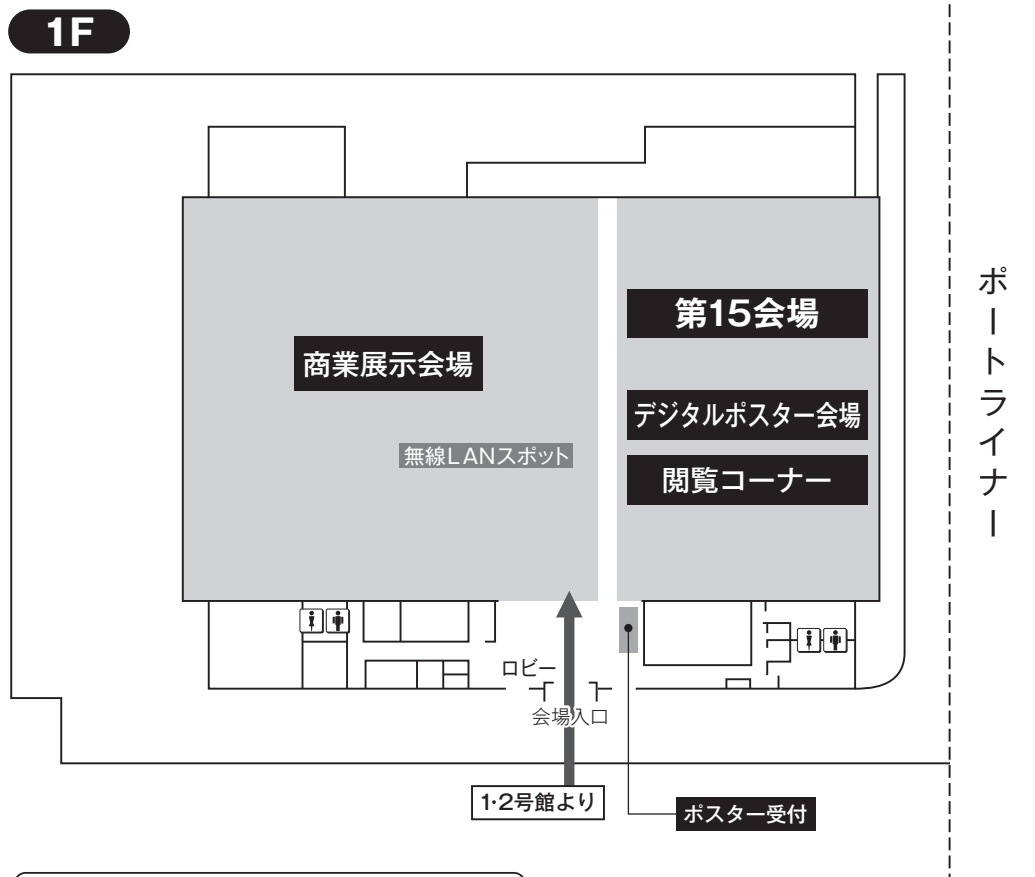 1F
第15会場
商業展示会場
デジタルポスター会場
無線LANスポット
閲覧コーナー
ポートライナー
ロビー
会場入口
1・2号館より
ポスター受付